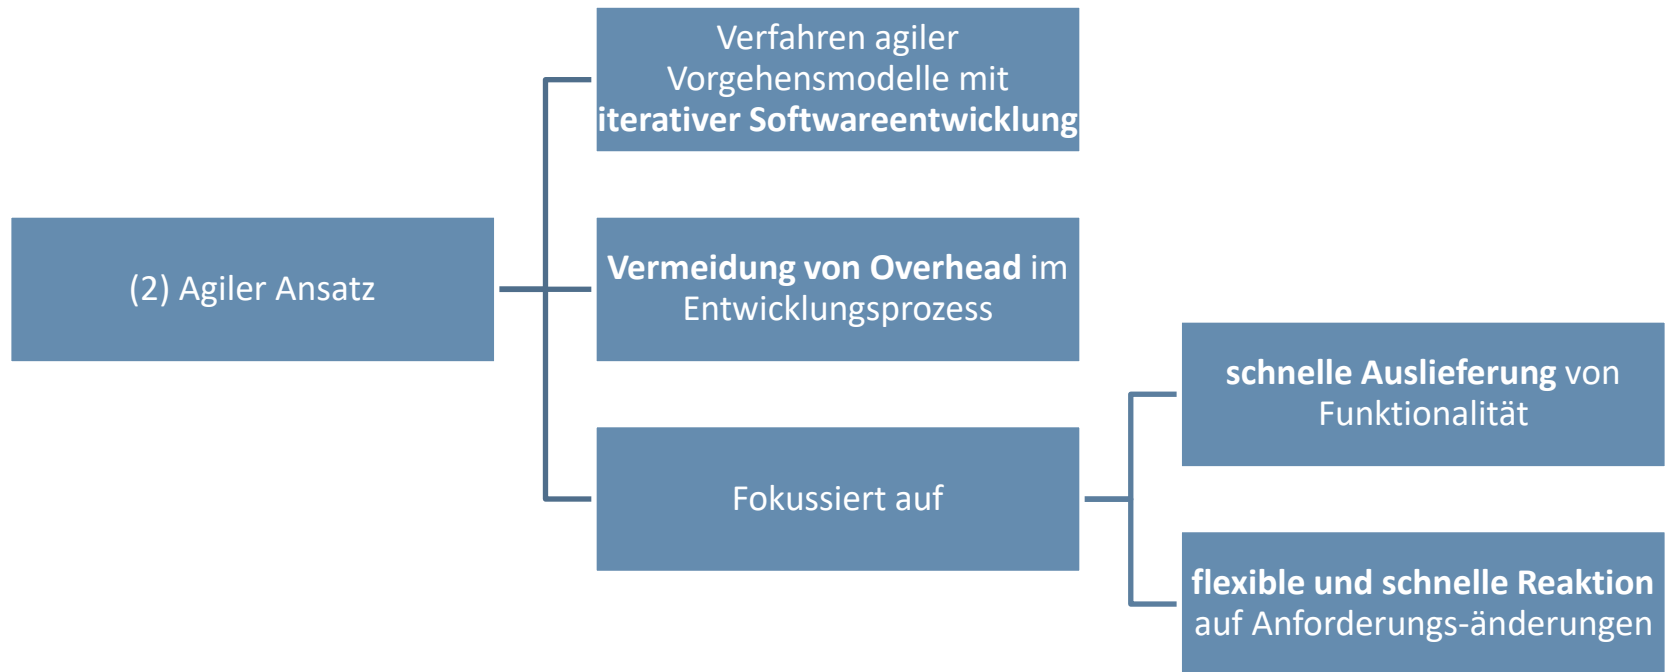 Verfahren agiler
Vorgehensmodelle mit
iterativer Softwareentwicklung
(2) Agiler Ansatz
Vermeidung von Overhead im
Entwicklungsprozess
Fokussiert auf
schnelle Auslieferung von
Funktionalität
flexible und schnelle Reaktion
auf Anforderungs-änderungen